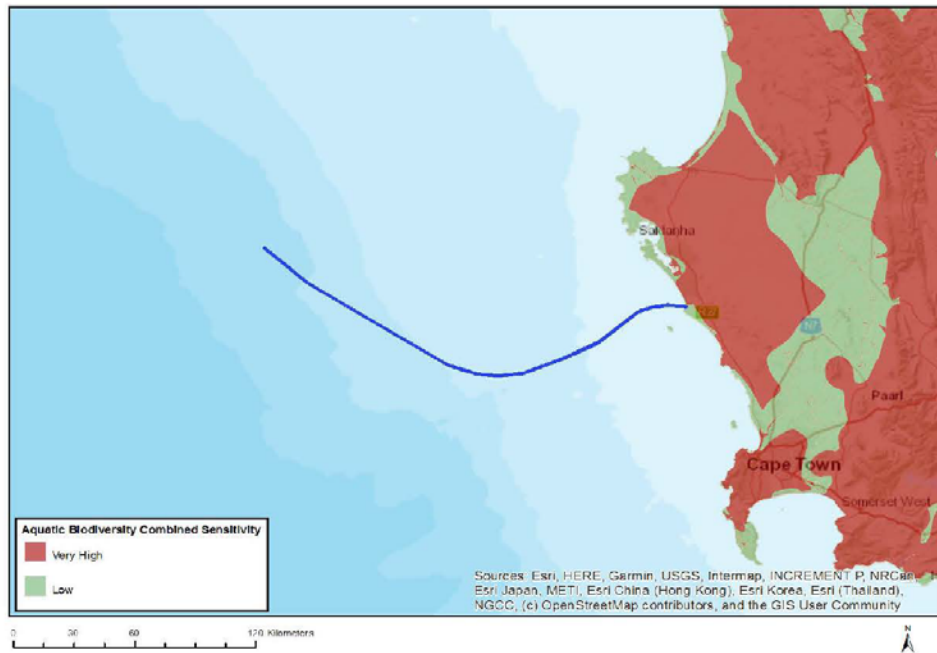 Saldanha
N7
Paarl
Cape Town
Somerset West
Aquatic Biodiversity Combined Sensitivity
Very High
Low
Sources: Esri, HERE, Garmin, USGS, Intermap, INCREMENT P, NRCan,
Esri Japan, METI, Esri China (Hong Kong), Esri Korea, Esri (Thailand),
NGCC, (c) OpenStreetMap contributors, and the GIS User Community
0 30 60 120 Kilometers
N